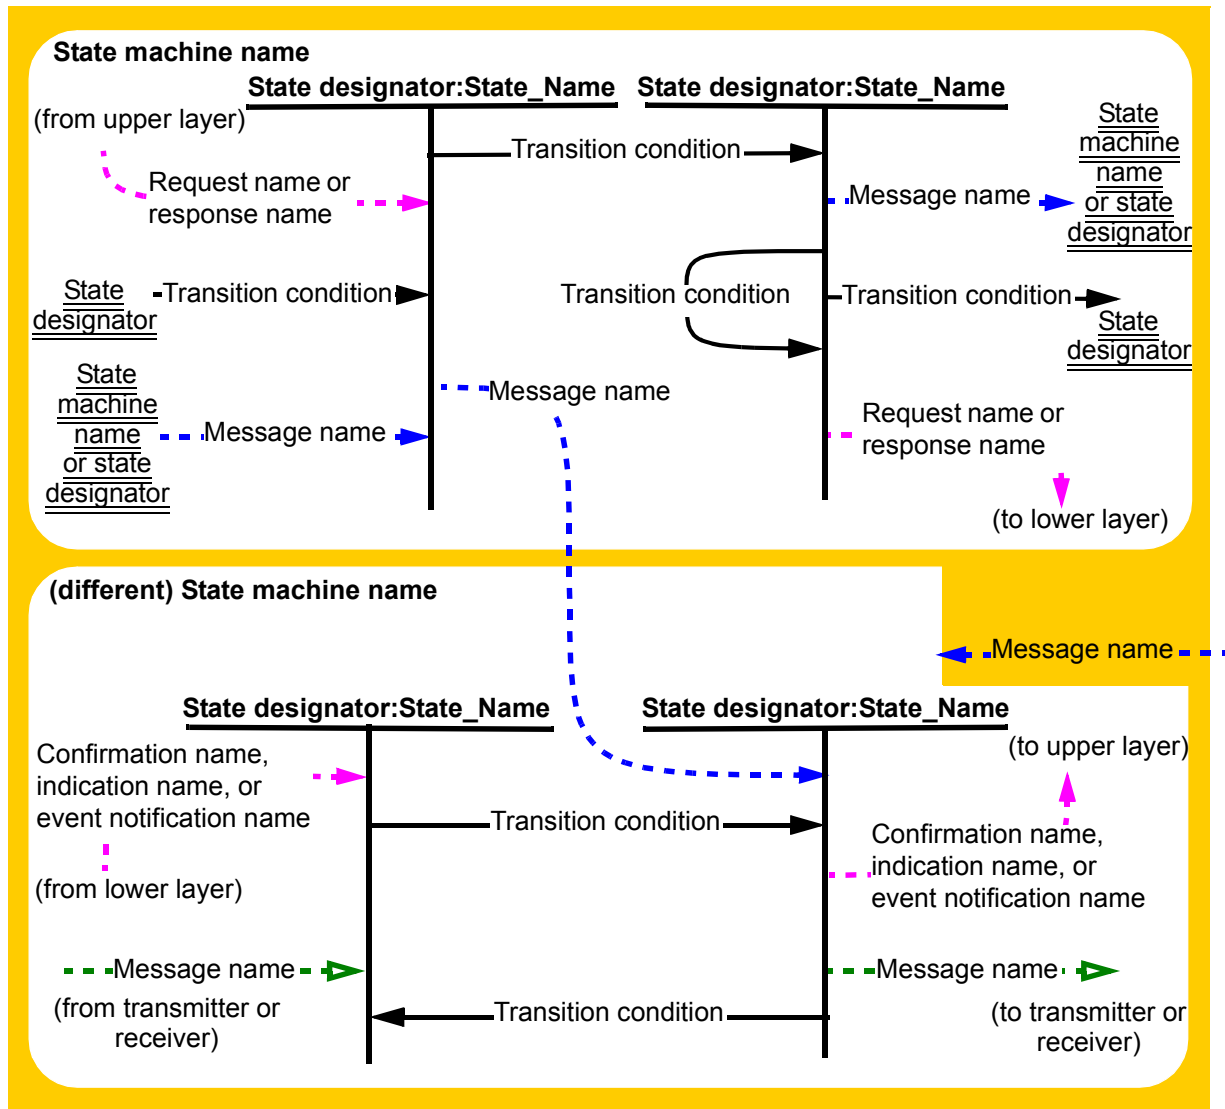 State machine name
State designator:State_Name
State designator:State_Name
(from upper layer)
Transition condition
State
machine
name
or state
designator
Request name or
response name
Message name
State
designator
Transition condition
Transition condition
Transition condition
State
designator
State
machine
name
or state
designator
Message name
Message name
Request name or
response name
(to lower layer)
(different) State machine name
Message name
State designator:State_Name
State designator:State_Name
Confirmation name,
indication name, or
event notification name
(from lower layer)
(to upper layer)
Transition condition
Confirmation name,
indication name, or
event notification name
Message name
(from transmitter or
receiver)
Message name
(to transmitter or
receiver)
Transition condition